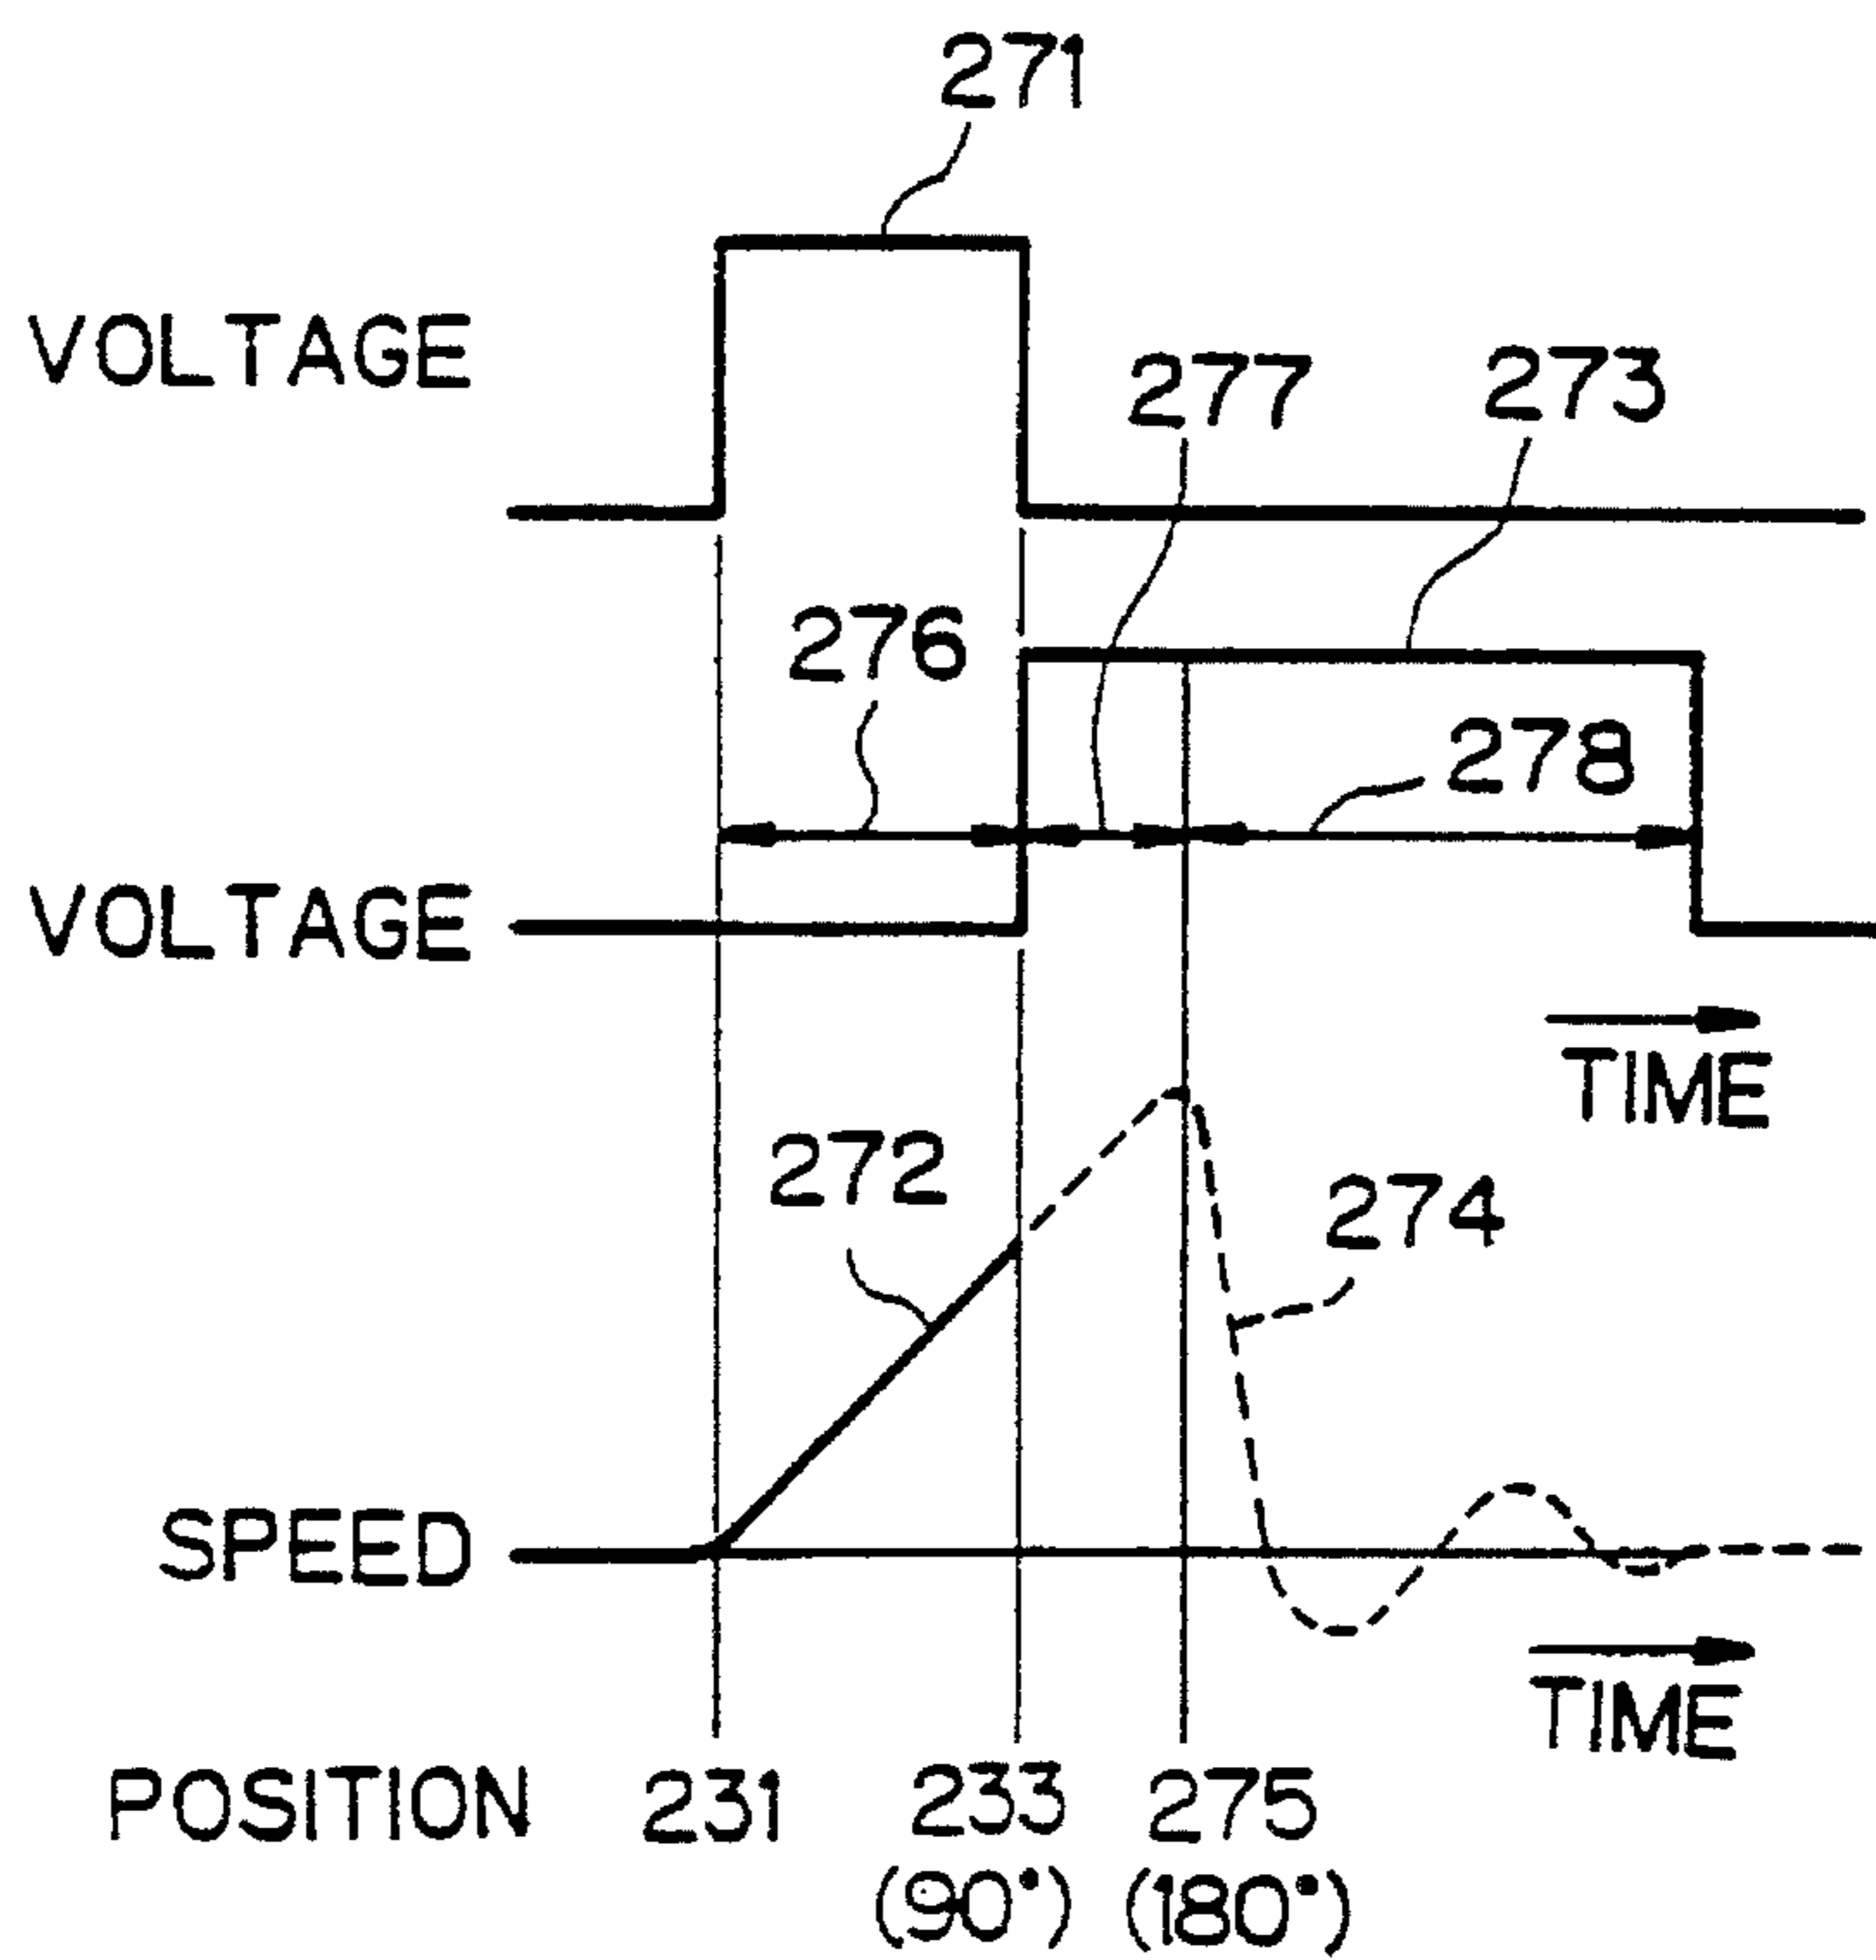 271
VOLTAGE
277
273
276
278
VOLTAGE
TIME
272
274
SPEED
TIME
POSITION 231 233 275
(90°) (180°)